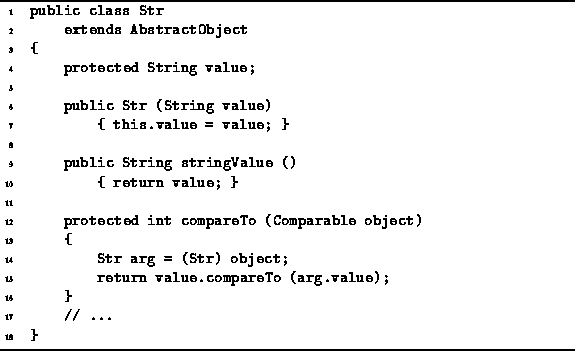 1 public class Str
2 extends AbstractObject
3 {
4 protected String value;
5
6 public Str (String value)
7 { this.value = value; }
8
9 public String stringValue ()
10 { return value; }
11
12 protected int compareTo (Comparable object)
13 {
14 Str arg = (Str) object;
15 return value.compareTo (arg.value);
16 }
17 // ...
18 }